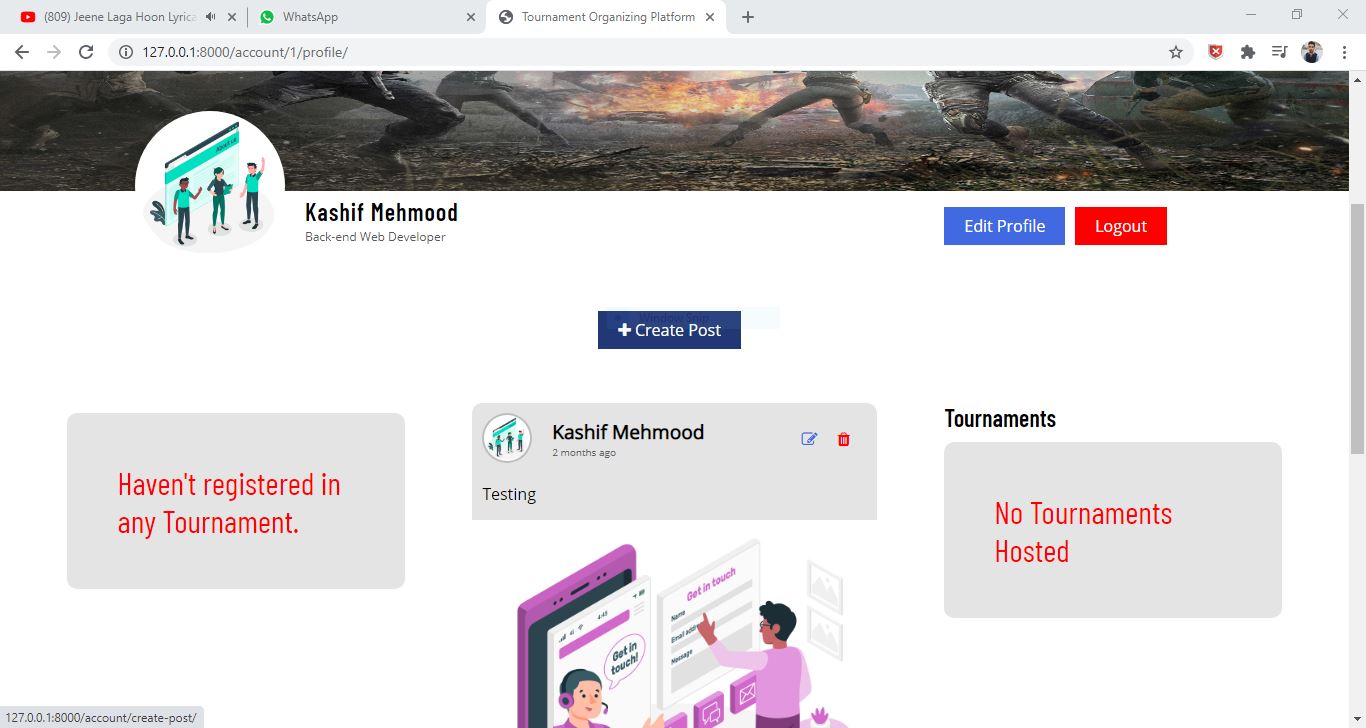 (809) Jeene Laga Hoon Lyrica
WhatsApp
Tournament Organizing Platform
127.0.0.1:8000/account/1/profile/
About us
Kashif Mehmood
Back-end Web Developer
Edit Profile
Logout
Window Snip
Create Post
Haven't registered in
any Tournament.
Kashif Mehmood
2 months ago
Testing
Tournaments
No Tournaments
Hosted
Get in touch
Name
Email address
Message
4:45
Get in
touch!
127.0.0.1:8000/account/create-post/